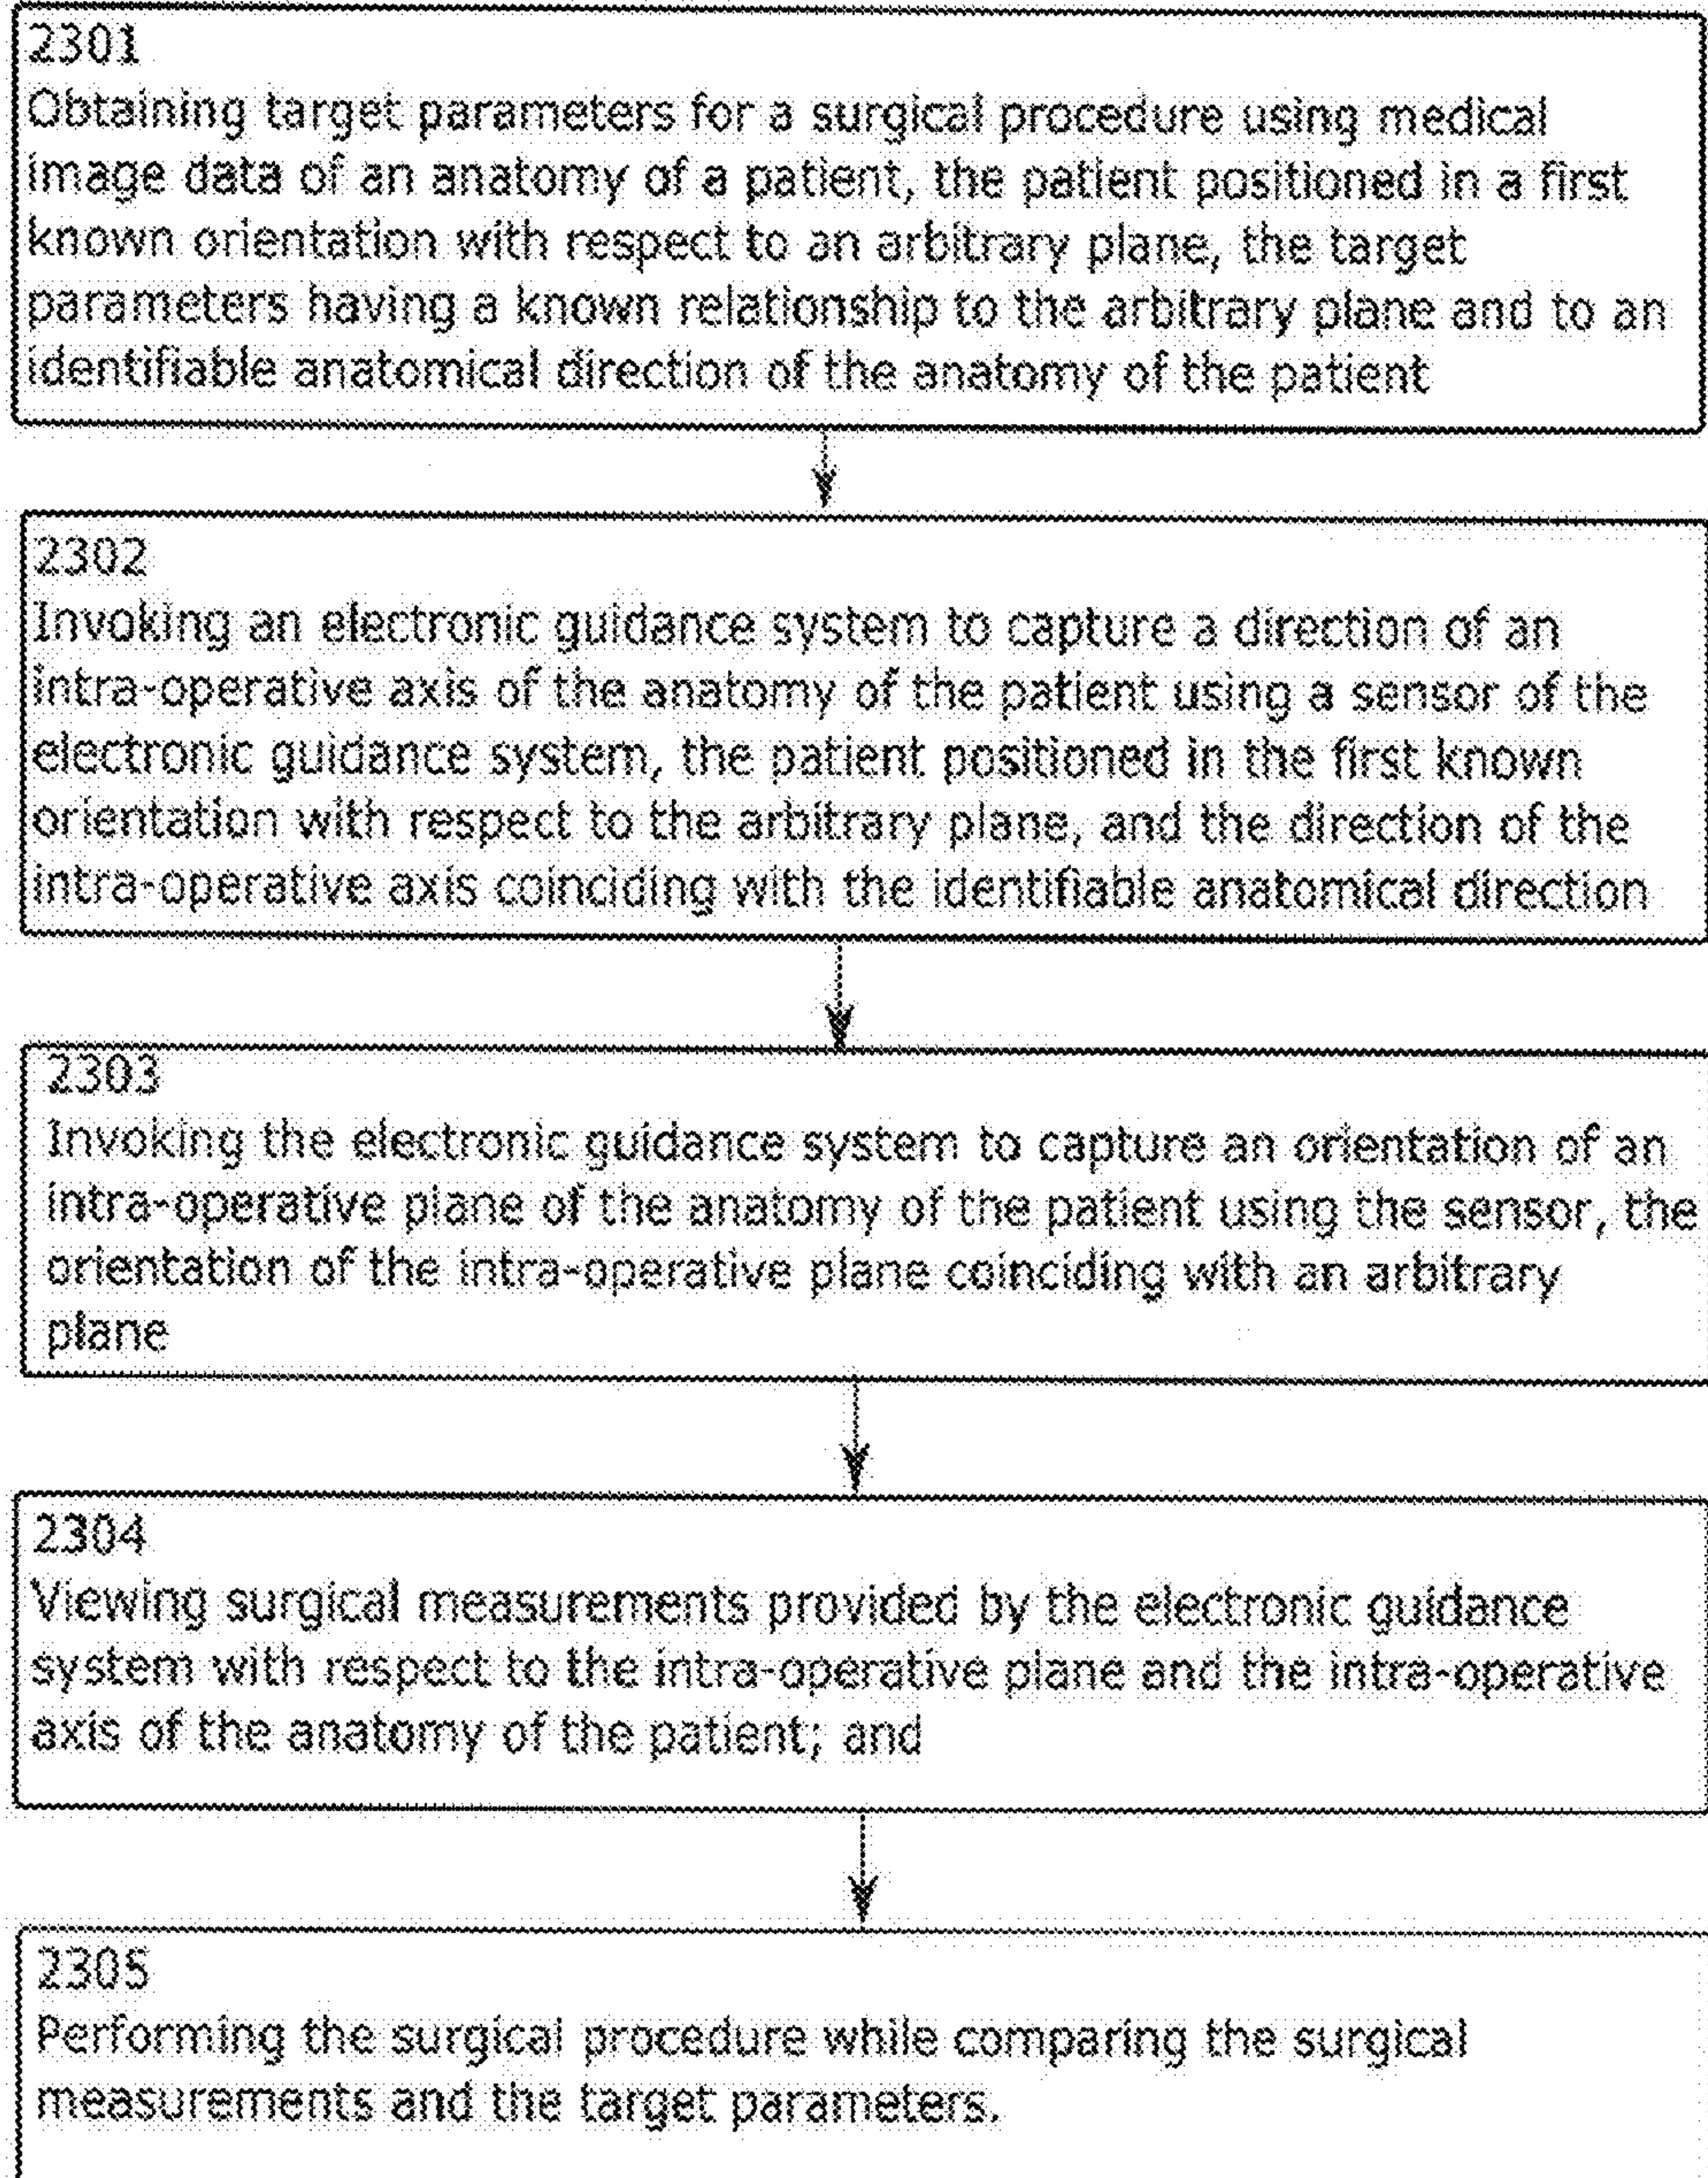 2301
Obtaining target parameters for a surgical procedure using medical
image data of an anatomy of a patient, the patient positioned in a first
known orientation with respect to an arbitrary plane, the target
parameters having a known relationship to the arbitrary plane and to an
identifiable anatomical direction of the anatomy of the patient
2302
Invoking an electronic guidance system to capture a direction of an
intra-operative axis of the anatomy of the patient using a sensor of the
electronic guidance system, the patient positioned in the first known
orientation with respect to the arbitrary plane, and the direction of the
intra-operative axis coinciding with the identifiable anatomical direction
2303
Invoking the electronic guidance system to capture an orientation of an
intra-operative plane of the anatomy of the patient using the sensor, the
orientation of the intra-operative plane coinciding with an arbitrary
plane
2304
Viewing surgical measurements provided by the electronic guidance
system with respect to the intra-operative plane and the intra-operative
axis of the anatomy of the patient; and
2305
Performing the surgical procedure while comparing the surgical
measurements and the target parameters.